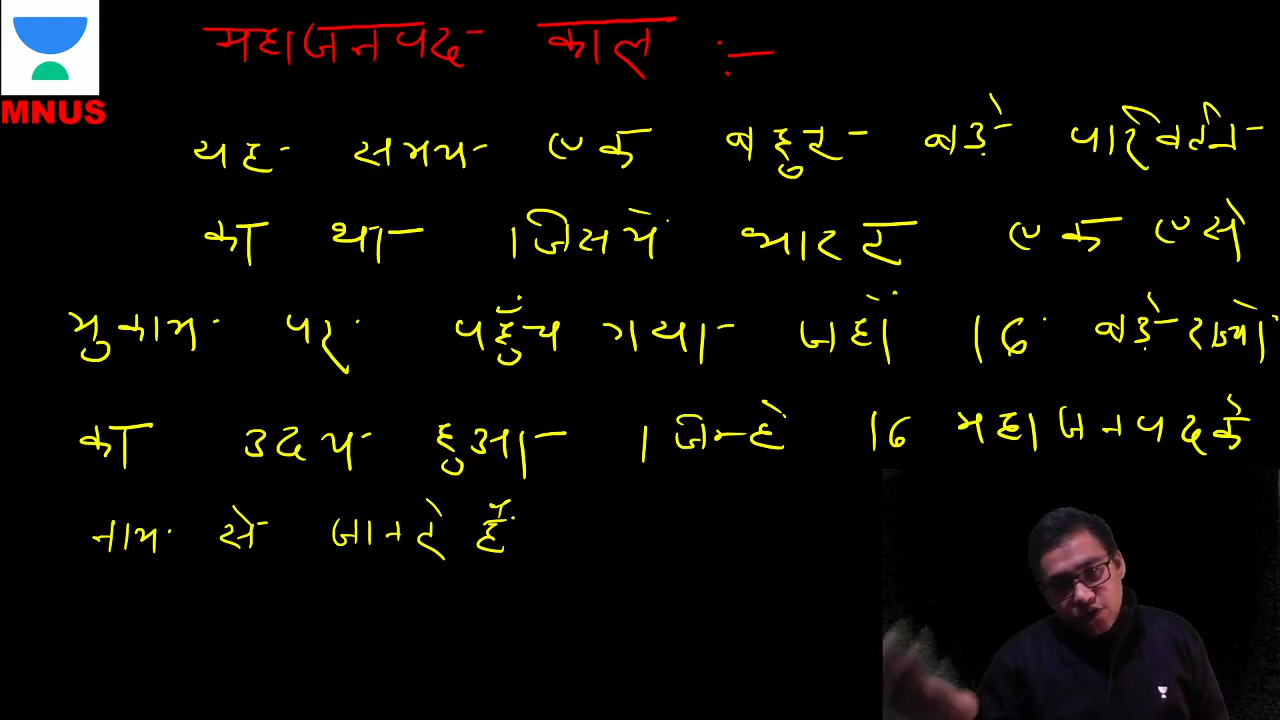 MNUS
महाजनपद काल :-
यह समय एक बहुत बड़े परिवर्तन
का था जिसमें भारत एक एसे
मुकाम पर पहुँच गया जहाँ 16 बड़े राज्यों
का उदय हुआ जिन्हे 16 महाजनपद के
नाम से जानते हैं